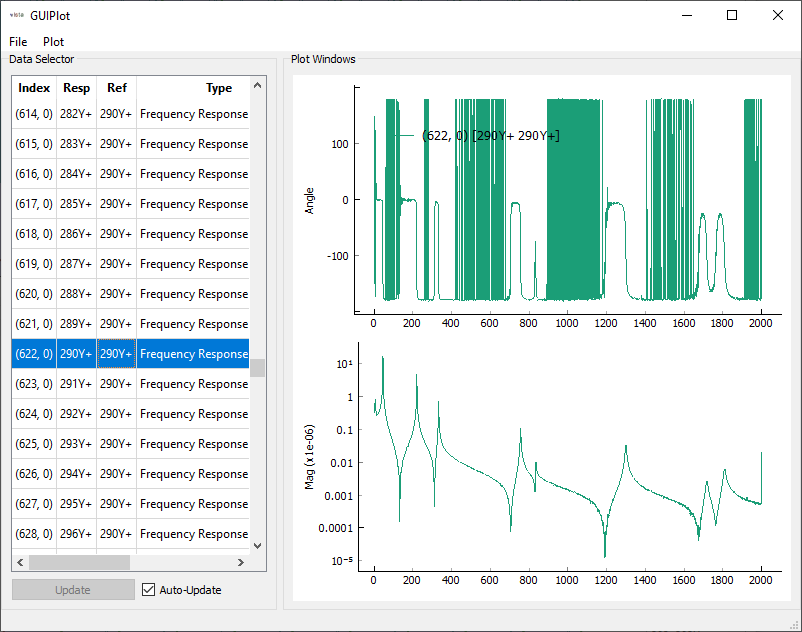 GUIPlot
File Plot
Data Selector
Index Resp Ref Type
(614, 0) 282Y+ 290Y+ Frequency Response
(615, 0) 283Y+ 290Y+ Frequency Response
(616, 0) 284Y+ 290Y+ Frequency Response
(617, 0) 285Y+ 290Y+ Frequency Response
(618, 0) 286Y+ 290Y+ Frequency Response
(619, 0) 287Y+ 290Y+ Frequency Response
(620, 0) 288Y+ 290Y+ Frequency Response
(621, 0) 289Y+ 290Y+ Frequency Response
(622, 0) 290Y+ 290Y+ Frequency Response
(623, 0) 291Y+ 290Y+ Frequency Response
(624, 0) 292Y+ 290Y+ Frequency Response
(625, 0) 293Y+ 290Y+ Frequency Response
(626, 0) 294Y+ 290Y+ Frequency Response
(627, 0) 295Y+ 290Y+ Frequency Response
(628, 0) 296Y+ 290Y+ Frequency Response
Update
Auto-Update
Plot Windows
(622, 0) [290Y+ 290Y+]
Angle
100
0
-100
0 200 400 600 800 1000 1200 1400 1600 1800 2000
Mag (x1e-06)
10¹
1
0.1
0.01
0.001
0.0001
10⁻⁵
0 200 400 600 800 1000 1200 1400 1600 1800 2000